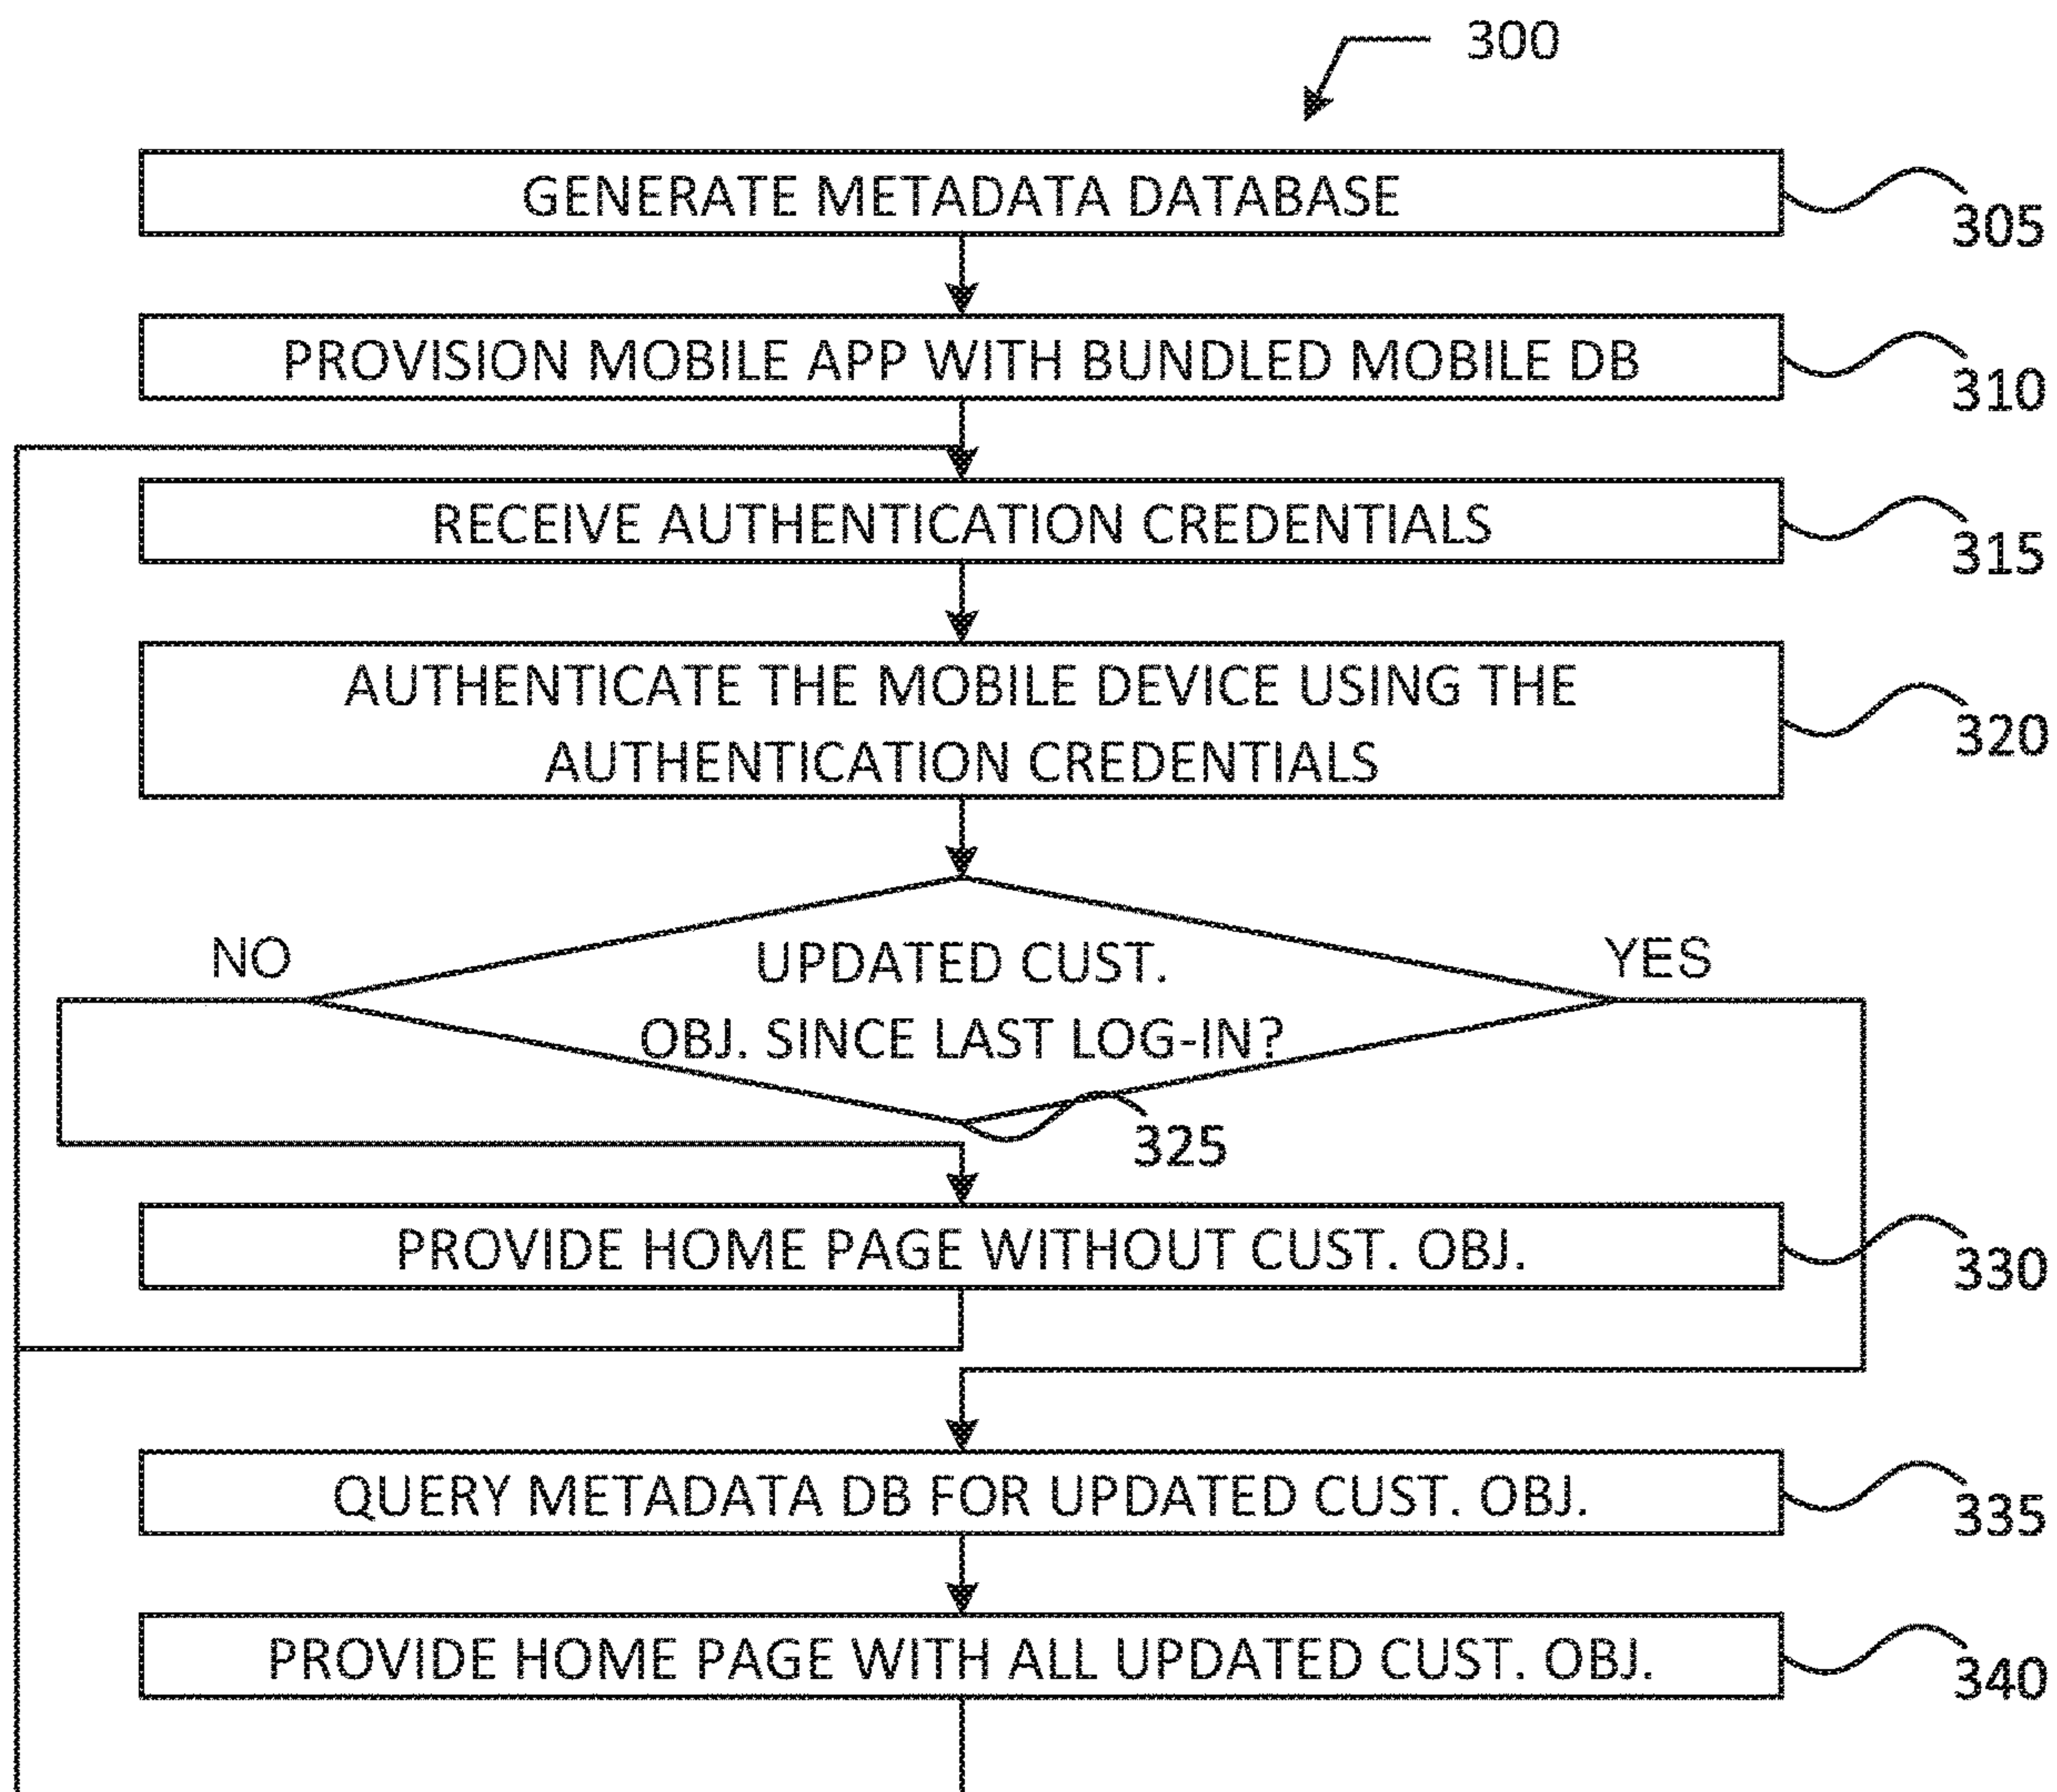 300
GENERATE METADATA DATABASE
305
PROVISION MOBILE APP WITH BUNDLED MOBILE DB
310
RECEIVE AUTHENTICATION CREDENTIALS
315
AUTHENTICATE THE MOBILE DEVICE USING THE
AUTHENTICATION CREDENTIALS
320
NO
UPDATED CUST.
OBJ. SINCE LAST LOG-IN?
YES
325
PROVIDE HOME PAGE WITHOUT CUST. OBJ.
330
QUERY METADATA DB FOR UPDATED CUST. OBJ.
335
PROVIDE HOME PAGE WITH ALL UPDATED CUST. OBJ.
340